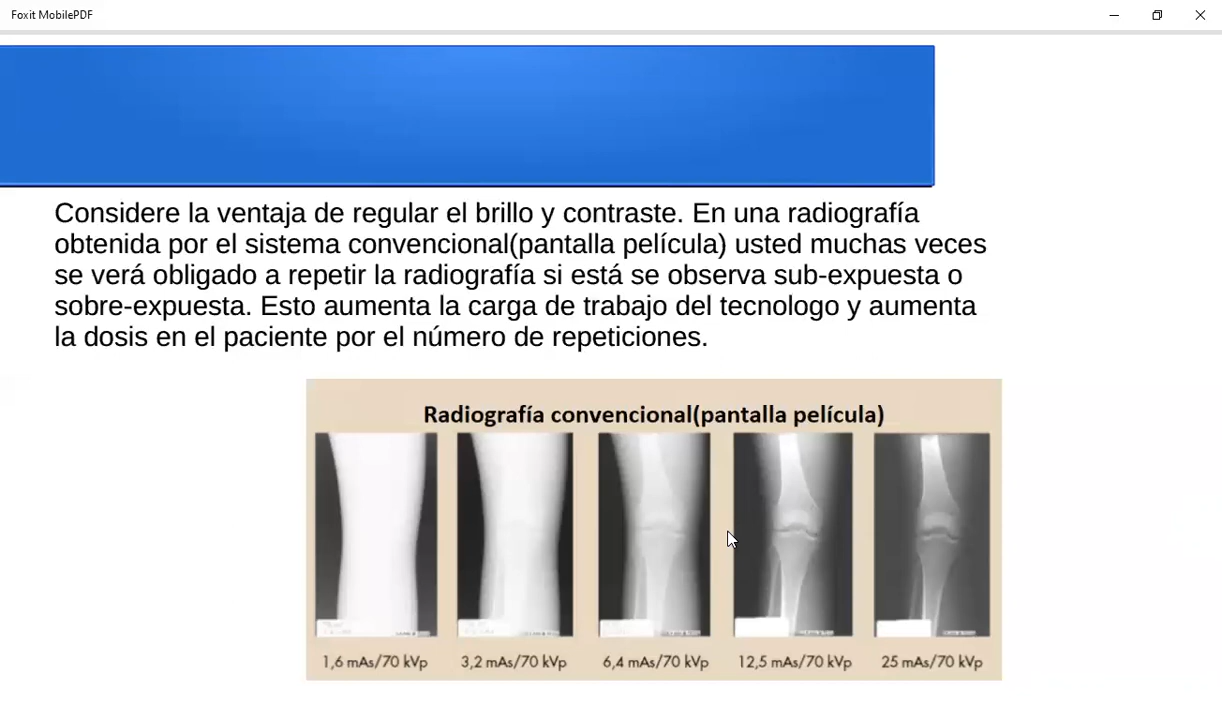 Foxit MobilePDF
Considere la ventaja de regular el brillo y contraste. En una radiografía
obtenida por el sistema convencional(pantalla película) usted muchas veces
se verá obligado a repetir la radiografía si está se observa sub-expuesta o
sobre-expuesta. Esto aumenta la carga de trabajo del tecnologo y aumenta
la dosis en el paciente por el número de repeticiones.
Radiografía convencional(pantalla película)
1,6 mAs/70 kVp
3,2 mAs/70 kVp
6,4 mAs/70 kVp
12,5 mAs/70 kVp
25 mAs/70 kVp